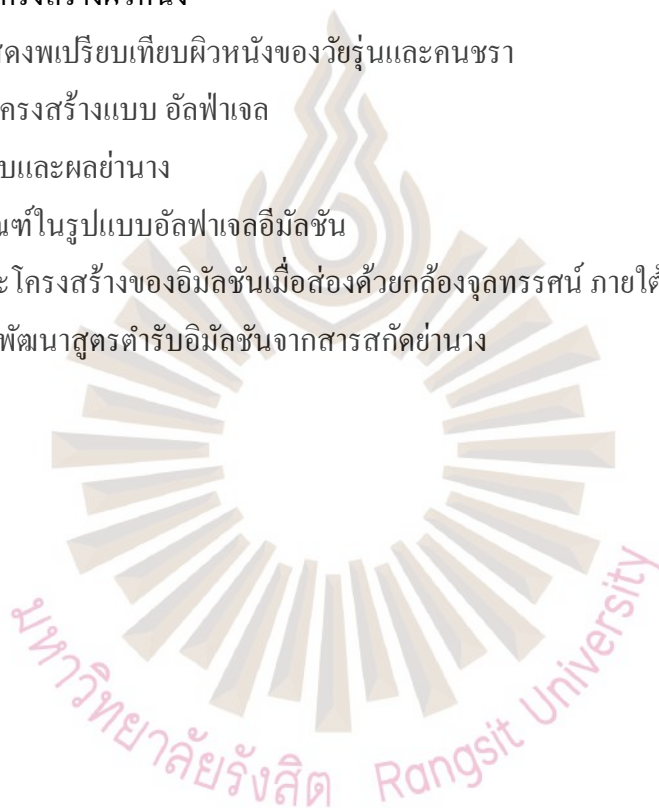 โครงสร้างผิวหนัง
สดงพเปรียบเทียบผิวหนังของวัยรุ่นและคนชรา
ครงสร้างแบบ อัลฟ่าเจล
บและผลย่านาง
ณฑ์ในรูปแบบอัลฟาเจลอีมัลชัน
ะโครงสร้างของอิมัลชันเมื่อส่องด้วยกล้องจุลทรรศน์ ภายใต้
พัฒนาสูตรตำรับอิมัลชันจากสารสกัดย่านาง
มหาวิทยาลัยรังสิต Rangsit University